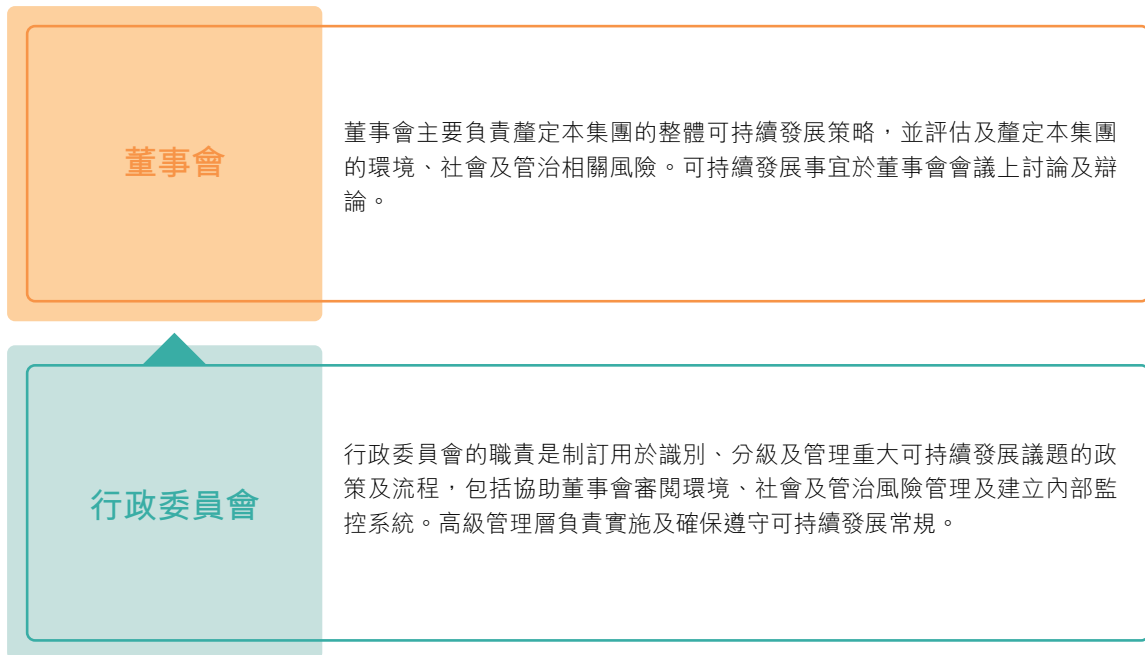 董事會
董事會主要負責釐定本集團的整體可持續發展策略，並評估及釐定本集團
的環境、社會及管治相關風險。可持續發展事宜於董事會會議上討論及辯
論。
行政委員會
行政委員會的職責是制訂用於識別、分級及管理重大可持續發展議題的政
策及流程，包括協助董事會審閱環境、社會及管治風險管理及建立內部監
控系統。高級管理層負責實施及確保遵守可持續發展常規。